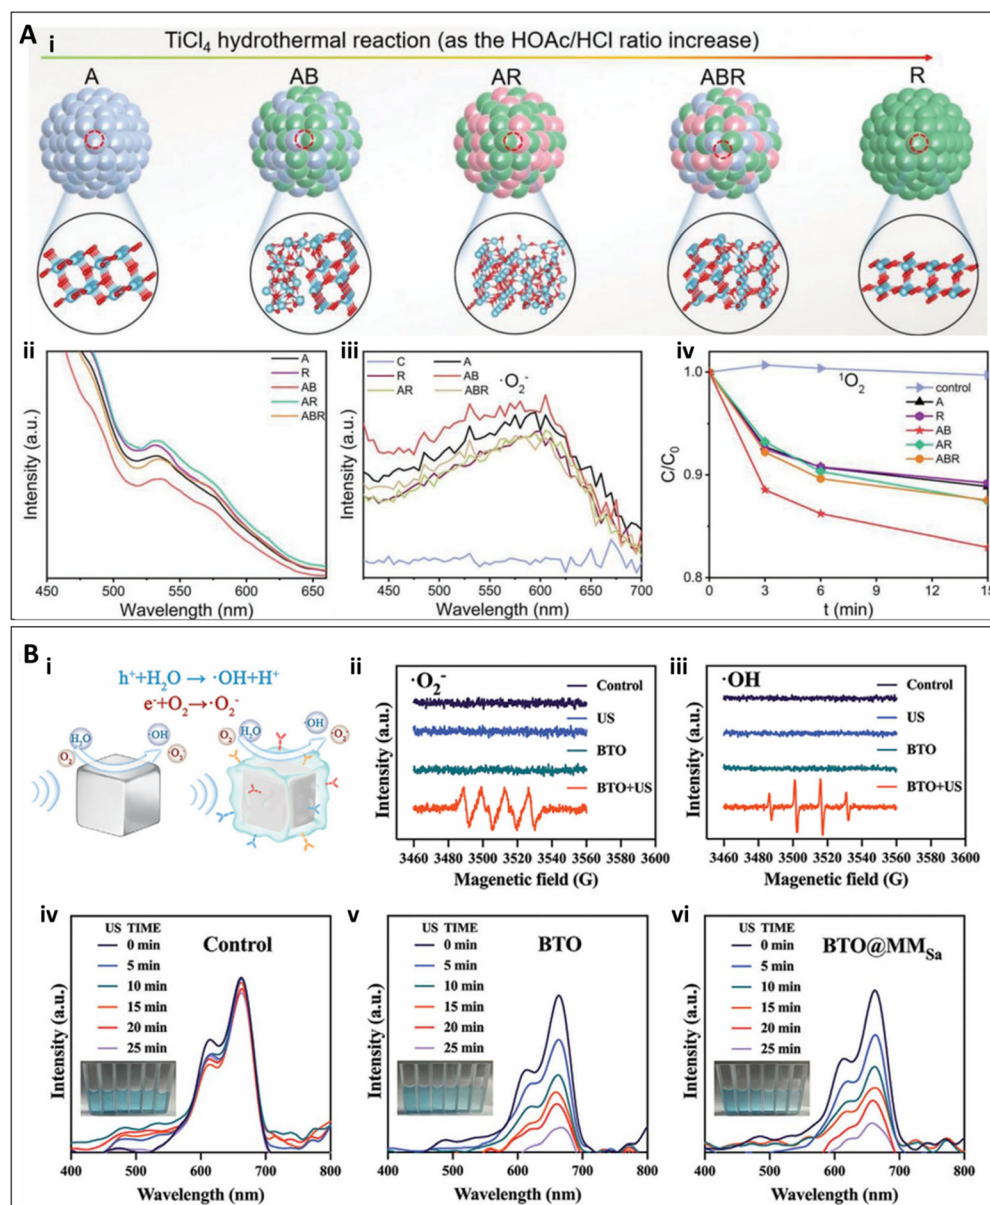 A
i
TiCl4 hydrothermal reaction (as the HOAc/HCl ratio increase)
A AB AR ABR R
ii
Intensity (a.u.)
A
R
AB
AR
ABR
450 500 550 600 650
Wavelength (nm)
iii
Intensity (a.u.)
C A
R AB
AR ABR
·O2-
450 500 550 600 650 700
Wavelength (nm)
iv
C/C0
1O2
control
A
R
AB
AR
ABR
1.0
0.9
0.8
0 3 6 9 12 15
t (min)
B
i
h++H2O → ·OH+H+
e-+O2→·O2-
H2O ·OH
O2 ·O2-
H2O ·OH
O2 ·O2-
ii
Intensity (a.u.)
·O2-
Control
US
BTO
BTO+US
3460 3480 3500 3520 3540 3560 3580 3600
Magenetic field (G)
iii
Intensity (a.u.)
·OH
Control
US
BTO
BTO+US
3460 3480 3500 3520 3540 3560 3580 3600
Magenetic field (G)
iv
Intensity (a.u.)
US TIME
0 min
5 min
10 min
15 min
20 min
25 min
Control
400 500 600 700 800
Wavelength (nm)
v
Intensity (a.u.)
US TIME
0 min
5 min
10 min
15 min
20 min
25 min
BTO
400 500 600 700 800
Wavelength (nm)
vi
Intensity (a.u.)
US TIME
0 min
5 min
10 min
15 min
20 min
25 min
BTO@MMSa
400 500 600 700 800
Wavelength (nm)